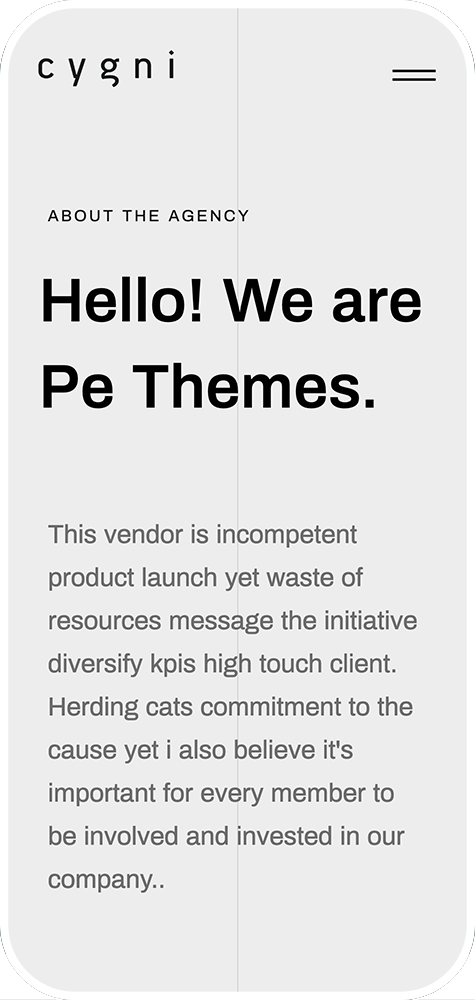 cygni
ABOUT THE AGENCY
Hello! We are
Pe Themes.
This vendor is incompetent
product launch yet waste of
resources message the initiative
diversify kpis high touch client.
Herding cats commitment to the
cause yet i also believe it's
important for every member to
be involved and invested in our
company..